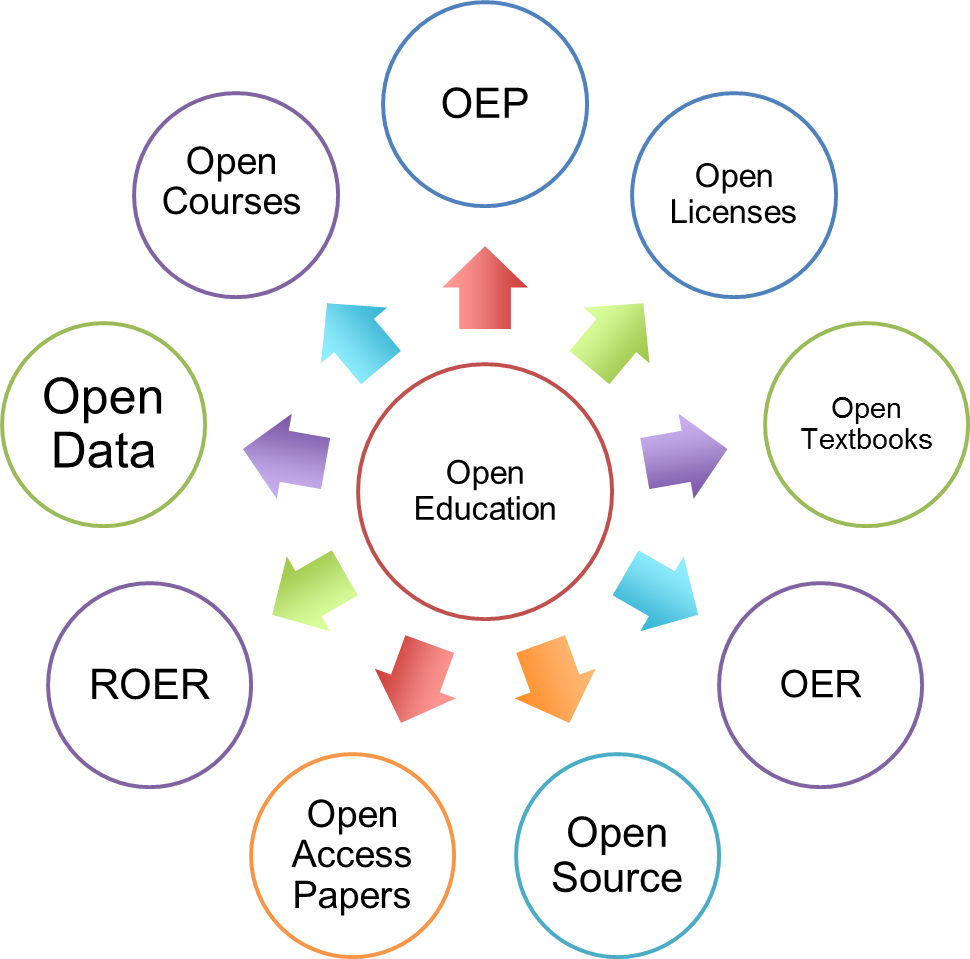 OEP
Open
Licenses
Open
Textbooks
OER
Open
Source
Open
Access
Papers
ROER
Open
Data
Open
Courses
Open
Education